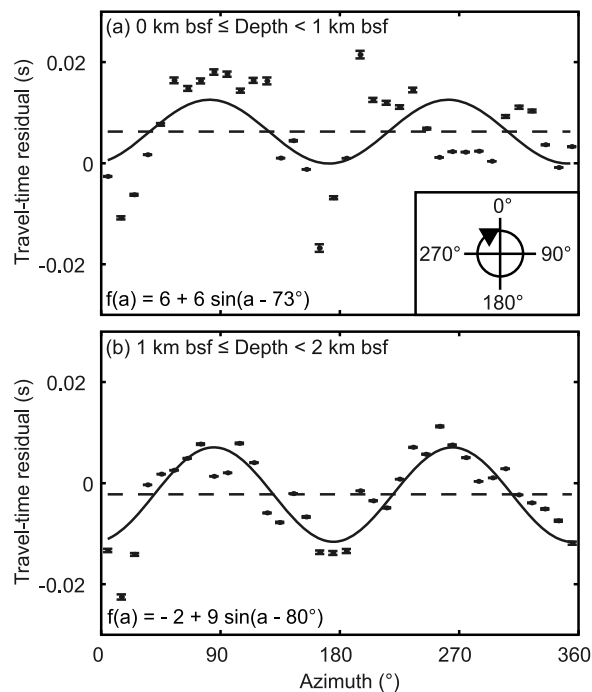 (a) 0 km bsf ≤ Depth < 1 km bsf
0.02
0
-0.02
Travel-time residual (s)
f(a) = 6 + 6 sin(a - 73°)
0°
270°
90°
180°
(b) 1 km bsf ≤ Depth < 2 km bsf
0.02
0
-0.02
Travel-time residual (s)
f(a) = - 2 + 9 sin(a - 80°)
0
90
180
270
360
Azimuth (°)